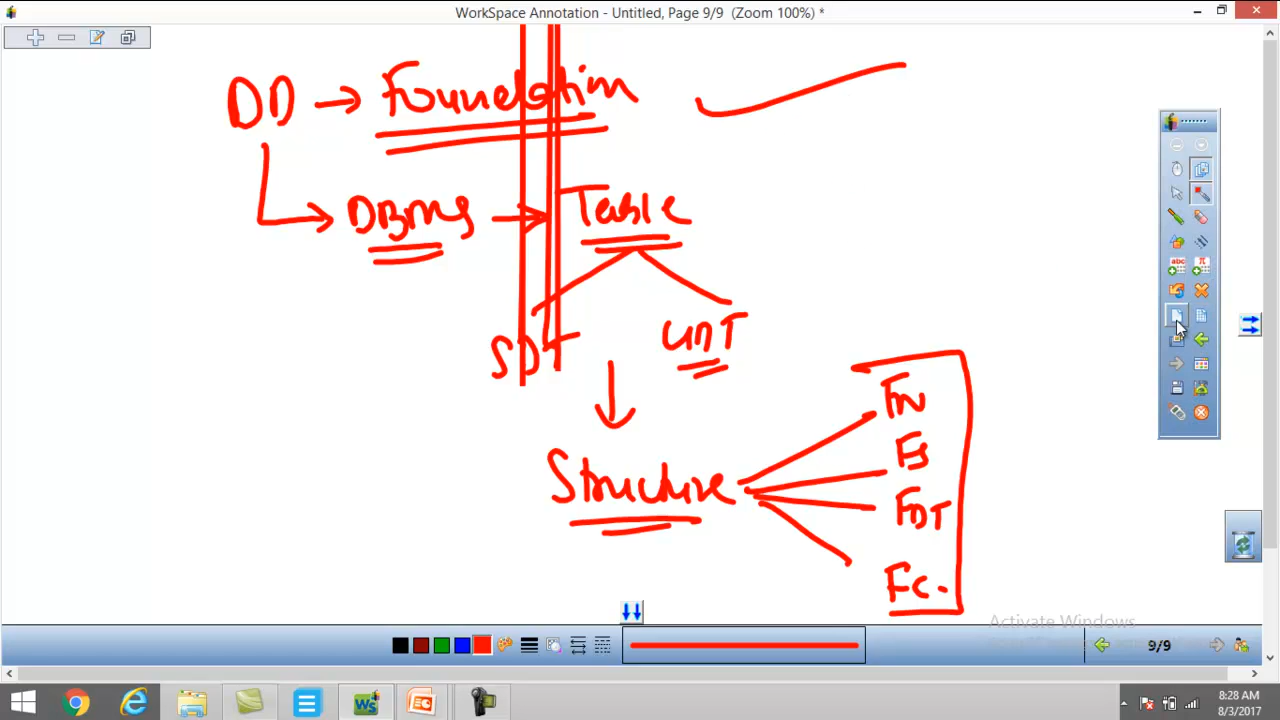 WorkSpace Annotation - Untitled, Page 9/9 (Zoom 100%) *
DD → Foundation
DBMS → Table
SDT
UDT
Structure
FN
FS
FDT
FC.
Activate Windows
9/9
8:28 AM
8/3/2017